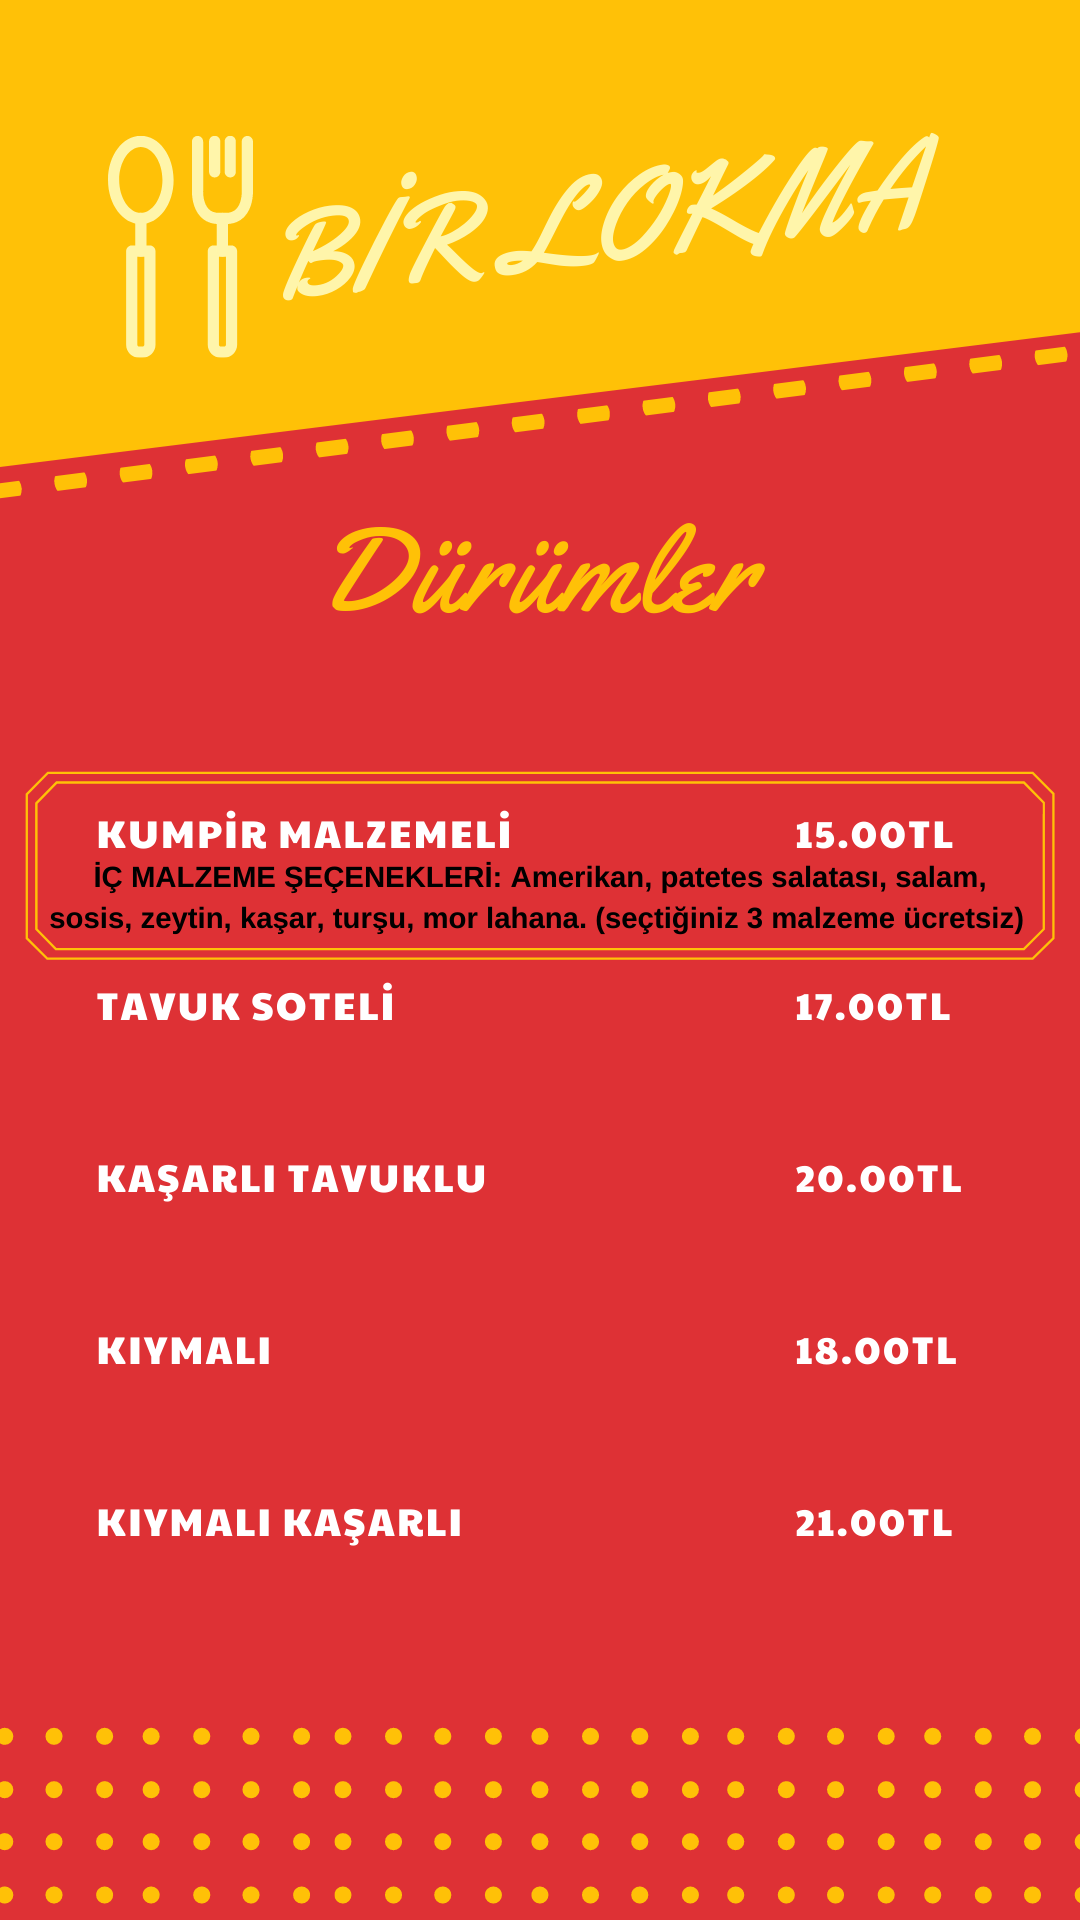 BİR LOKMA
Dürümler
KUMPİR MALZEMELİ 15.00TL
İÇ MALZEME ŞEÇENEKLERİ: Amerikan, patetes salatası, salam,
sosis, zeytin, kaşar, turşu, mor lahana. (seçtiğiniz 3 malzeme ücretsiz)
TAVUK SOTELİ 17.00TL
KAŞARLI TAVUKLU 20.00TL
KIYMALI 18.00TL
KIYMALI KAŞARLI 21.00TL